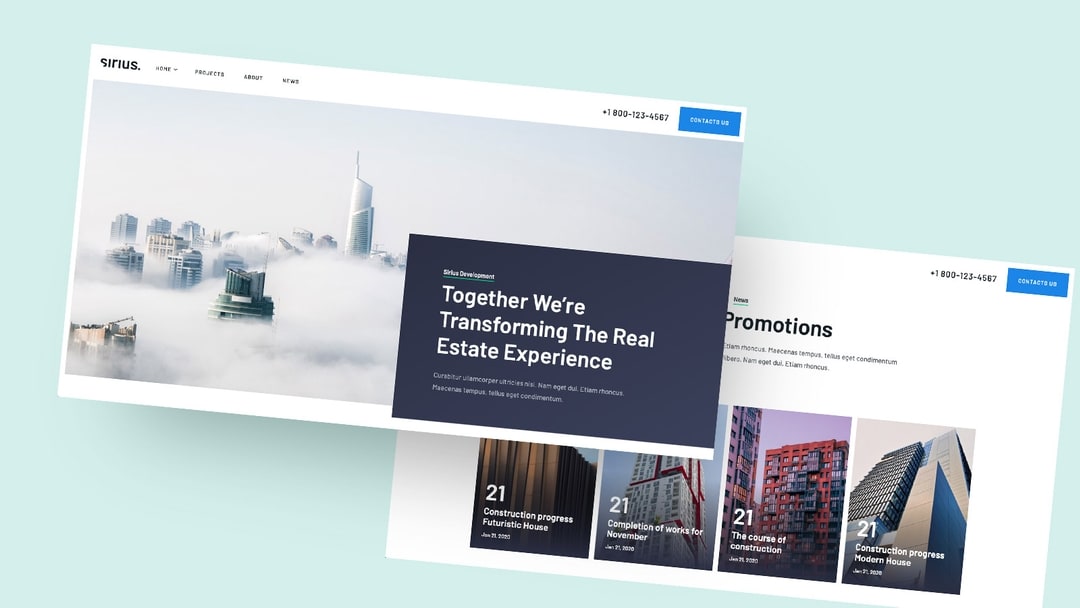 sirius.
HOME
PROJECTS
ABOUT
NEWS
+1 800-123-4567
CONTACTS US
Sirius Development
Together We're
Transforming The Real
Estate Experience
Curabitur ullamcorper ultricies nisi. Nam eget dui. Etiam rhoncus.
Maecenas tempus, tellus eget condimentum.
+1 800-123-4567
CONTACTS US
News
Promotions
Etiam rhoncus. Maecenas tempus, tellus eget condimentum
libero. Nam eget dui. Etiam rhoncus.
21
Construction progress
Futuristic House
Jan 21, 2020
21
Completion of works for
November
Jan 21, 2020
21
The course of
construction
Jan 21, 2020
21
Construction progress
Modern House
Jan 21, 2020